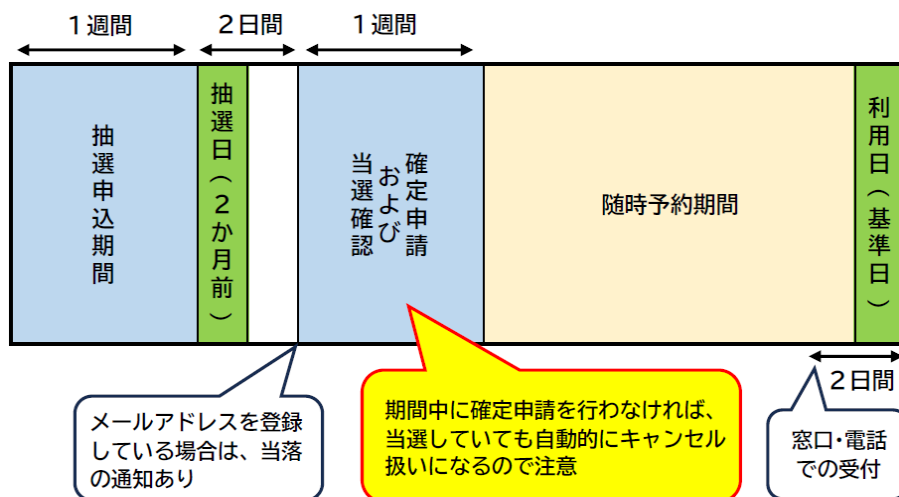 1週間
2日間
1週間
抽選申込期間
抽選日（2か月前）
確定申請
および
当選確認
随時予約期間
利用日（基準日）
2日間
メールアドレスを登録
している場合は、当落
の通知あり
期間中に確定申請を行わなければ、
当選していても自動的にキャンセル
扱いになるので注意
窓口・電話
での受付